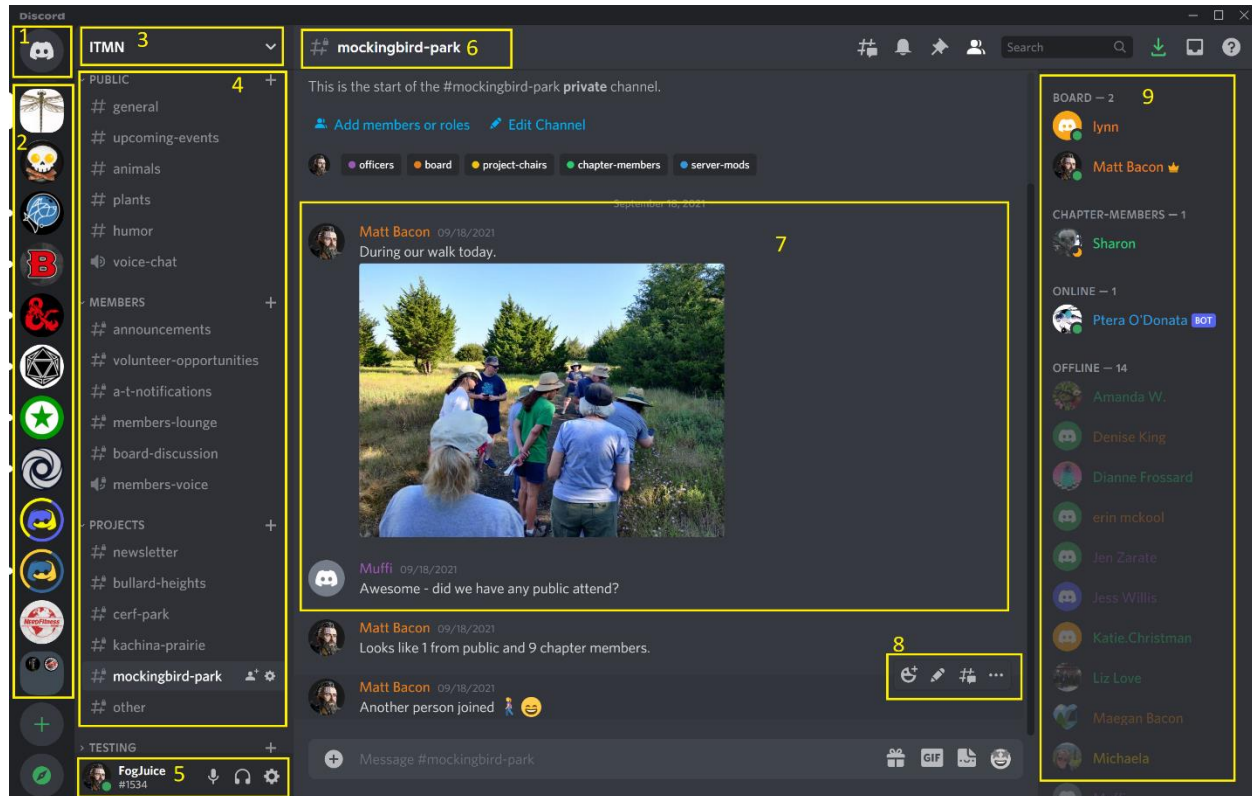 Discord
1
3
ITMN
6
mockingbird-park
Search
2
4
PUBLIC
general
upcoming-events
animals
plants
humor
voice-chat
MEMBERS
announcements
volunteer-opportunities
a-t-notifications
members-lounge
board-discussion
members-voice
PROJECTS
newsletter
bullard-heights
cerf-park
kachina-prairie
mockingbird-park
other
TESTING
FogJuice 5
#1534
This is the start of the #mockingbird-park private channel.
Add members or roles Edit Channel
officers board project-chairs chapter-members server-mods
September 18, 2021
7
Matt Bacon 09/18/2021
During our walk today.
Muffi 09/18/2021
Awesome - did we have any public attend?
Matt Bacon 09/18/2021
Looks like 1 from public and 9 chapter members.
8
Matt Bacon 09/18/2021
Another person joined
Message #mockingbird-park
GIF
BOARD — 2 9
lynn
Matt Bacon
CHAPTER-MEMBERS — 1
Sharon
ONLINE — 1
Ptera O'Donata BOT
OFFLINE — 14
Amanda W.
Denise King
Dianne Frossard
erin mckool
Jen Zarate
Jess Willis
Katie.Christman
Liz Love
Maegan Bacon
Michaela